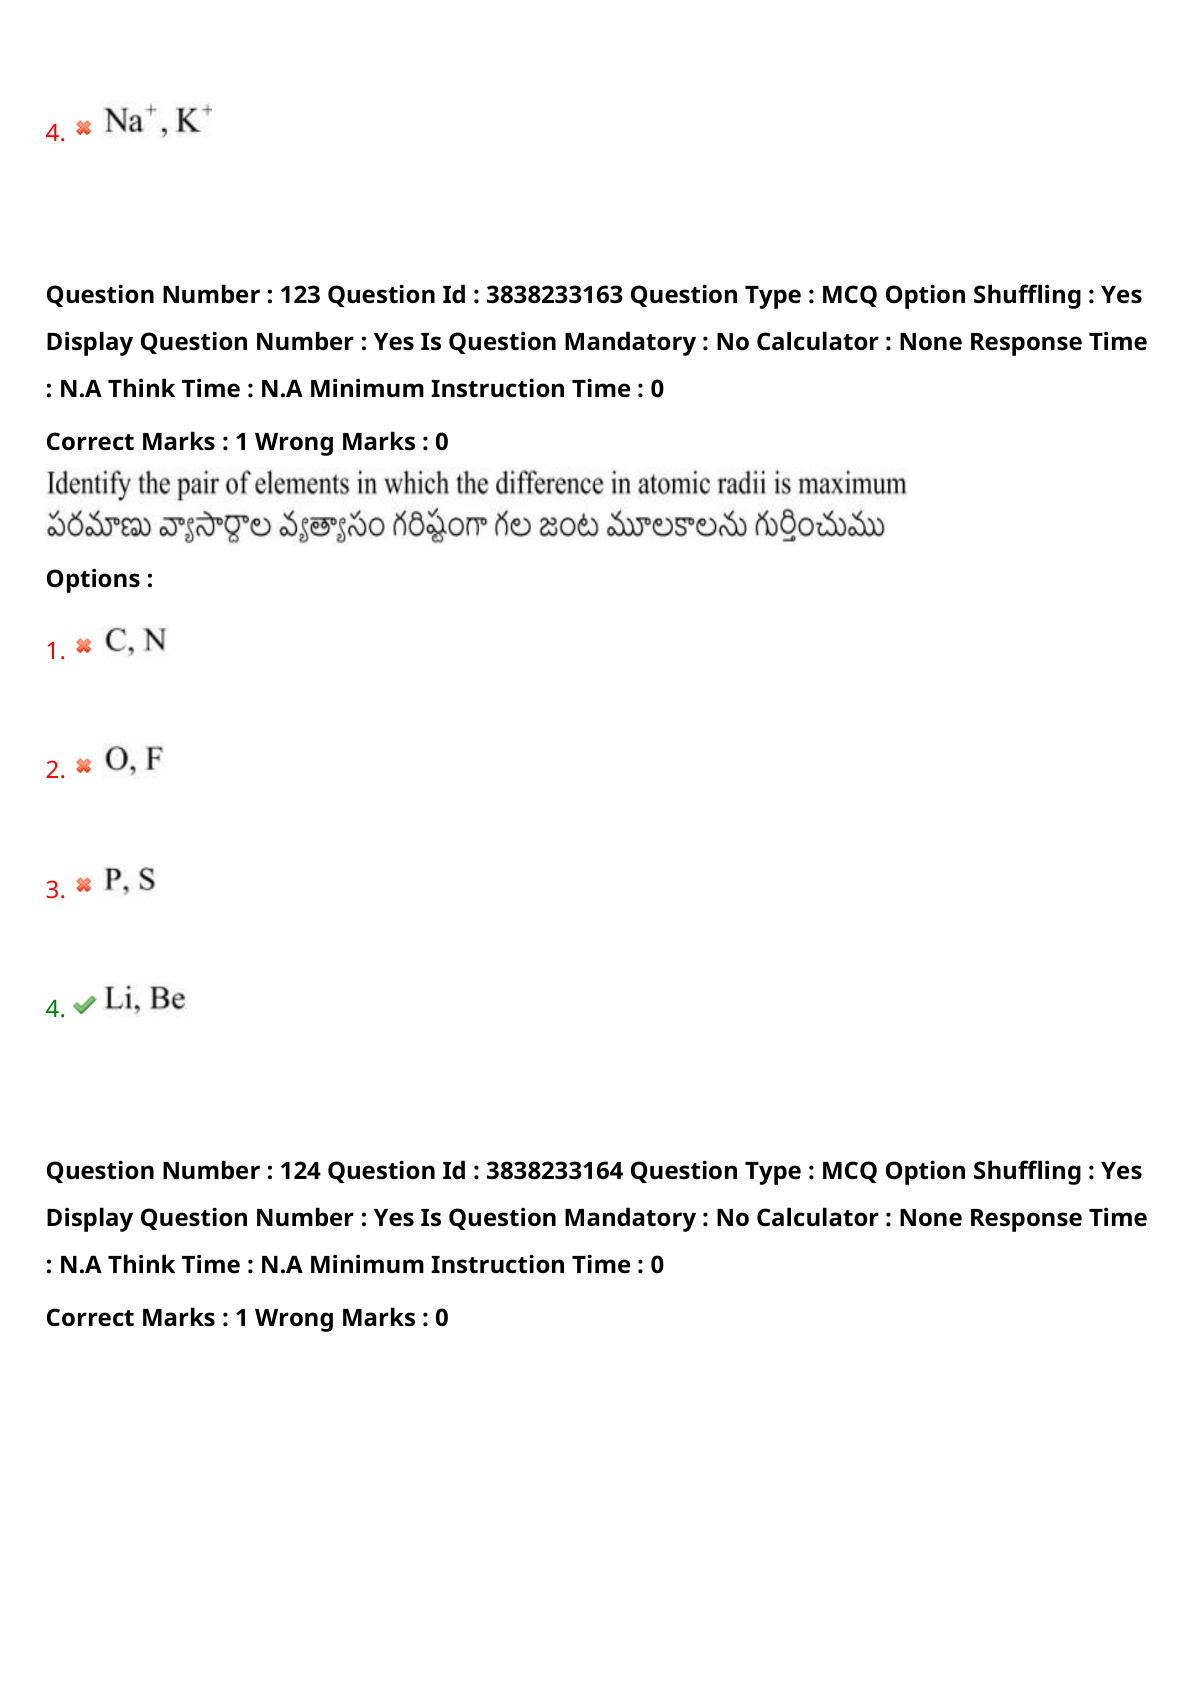 4. Na⁺, K⁺
Question Number : 123 Question Id : 3838233163 Question Type : MCQ Option Shuffling : Yes
Display Question Number : Yes Is Question Mandatory : No Calculator : None Response Time
: N.A Think Time : N.A Minimum Instruction Time : 0
Correct Marks : 1 Wrong Marks : 0
Identify the pair of elements in which the difference in atomic radii is maximum
పరమాణు వ్యాసార్థాల వ్యత్యాసం గరిష్టంగా గల జంట మూలకాలను గుర్తించుము
Options :
1. C, N
2. O, F
3. P, S
4. Li, Be
Question Number : 124 Question Id : 3838233164 Question Type : MCQ Option Shuffling : Yes
Display Question Number : Yes Is Question Mandatory : No Calculator : None Response Time
: N.A Think Time : N.A Minimum Instruction Time : 0
Correct Marks : 1 Wrong Marks : 0